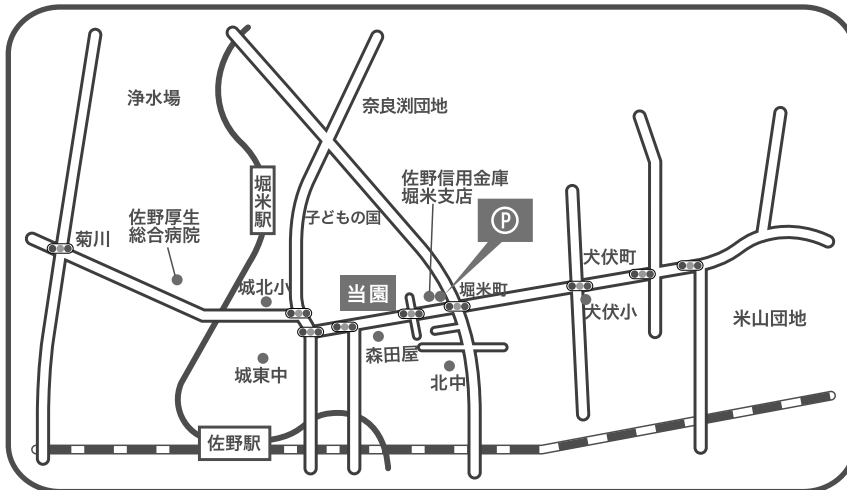 浄水場
奈良渕団地
堀米駅
佐野信用金庫
堀米支店
P
菊川
佐野厚生
総合病院
子どもの国
犬伏町
城北小
当園
堀米町
犬伏小
米山団地
森田屋
城東中
北中
佐野駅